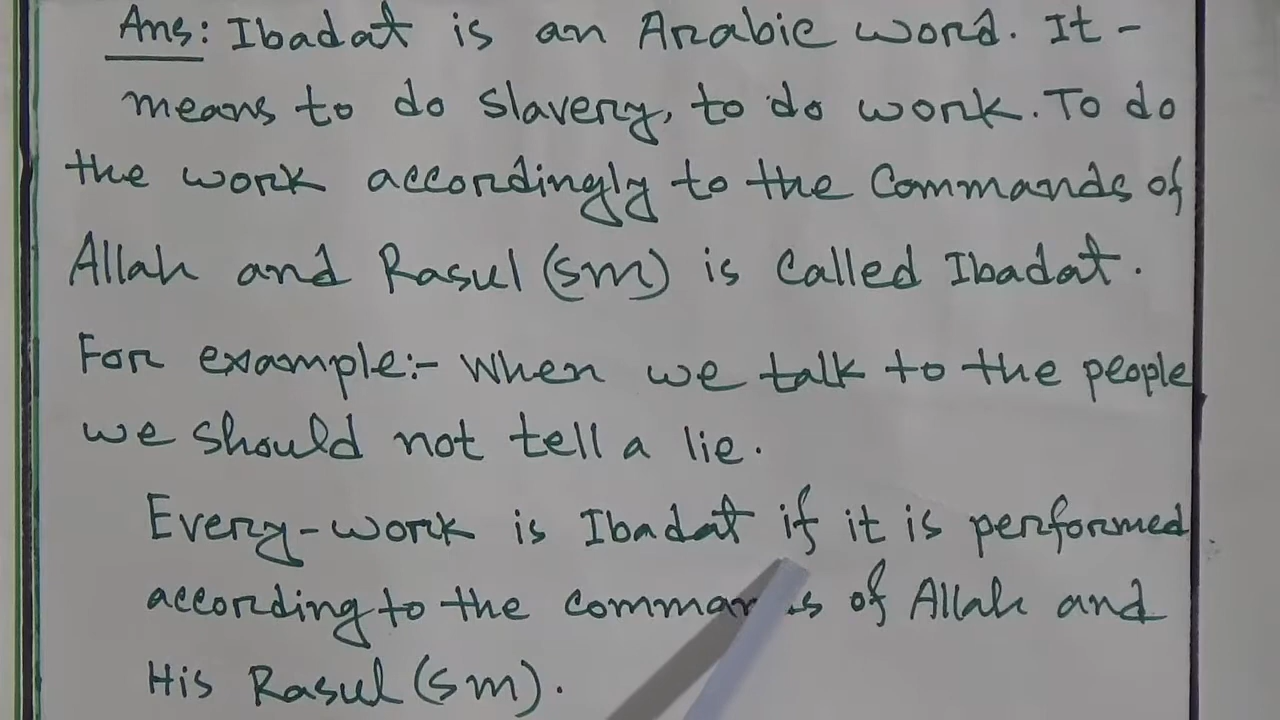 Ans: Ibadat is an Arabic word. It -
means to do slavery, to do work. To do
the work accordingly to the Commands of
Allah and Rasul (sm) is called Ibadat.
For example:- When we talk to the people
we should not tell a lie.
Every-work is Ibadat if it is performed
according to the commands of Allah and
His Rasul (sm).